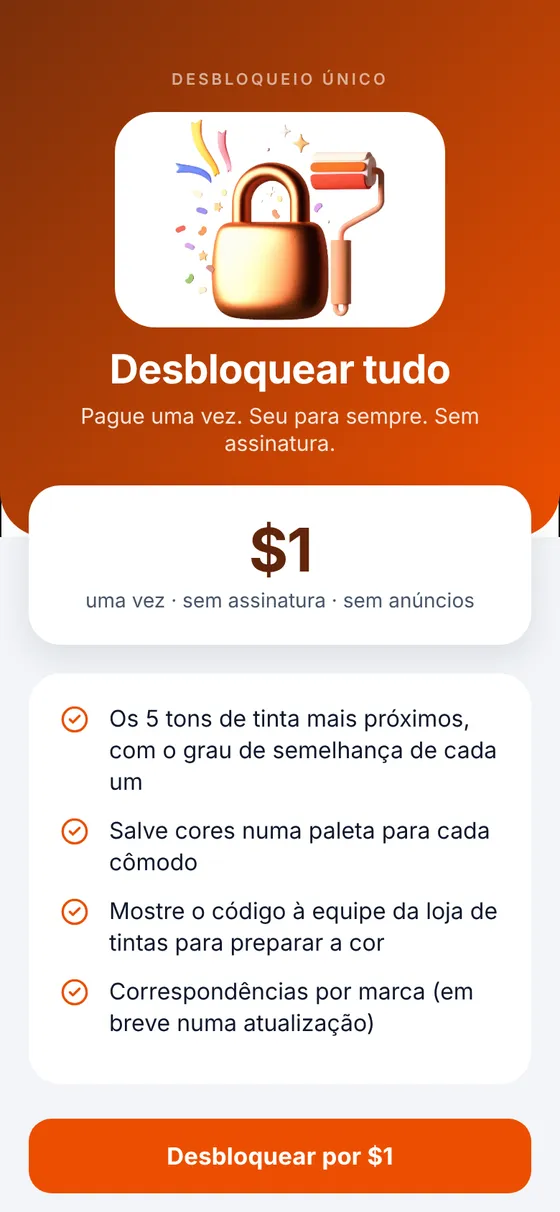 DESBLOQUEIO ÚNICO
Desbloquear tudo
Pague uma vez. Seu para sempre. Sem
assinatura.
$1
uma vez · sem assinatura · sem anúncios
Os 5 tons de tinta mais próximos,
com o grau de semelhança de cada
um
Salve cores numa paleta para cada
cômodo
Mostre o código à equipe da loja de
tintas para preparar a cor
Correspondências por marca (em
breve numa atualização)
Desbloquear por $1